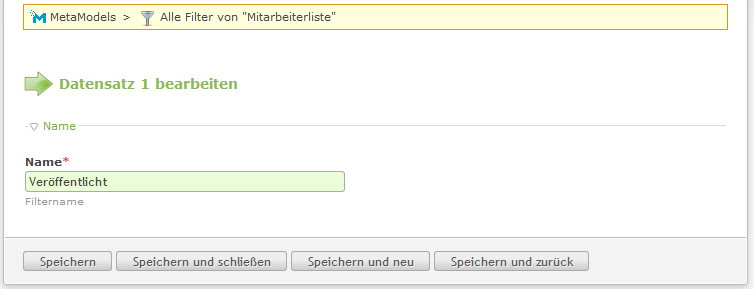 MetaModels > Alle Filter von "Mitarbeiterliste"
Datensatz 1 bearbeiten
Name
Name*
Veröffentlicht
Filtername
Speichern Speichern und schließen Speichern und neu Speichern und zurück